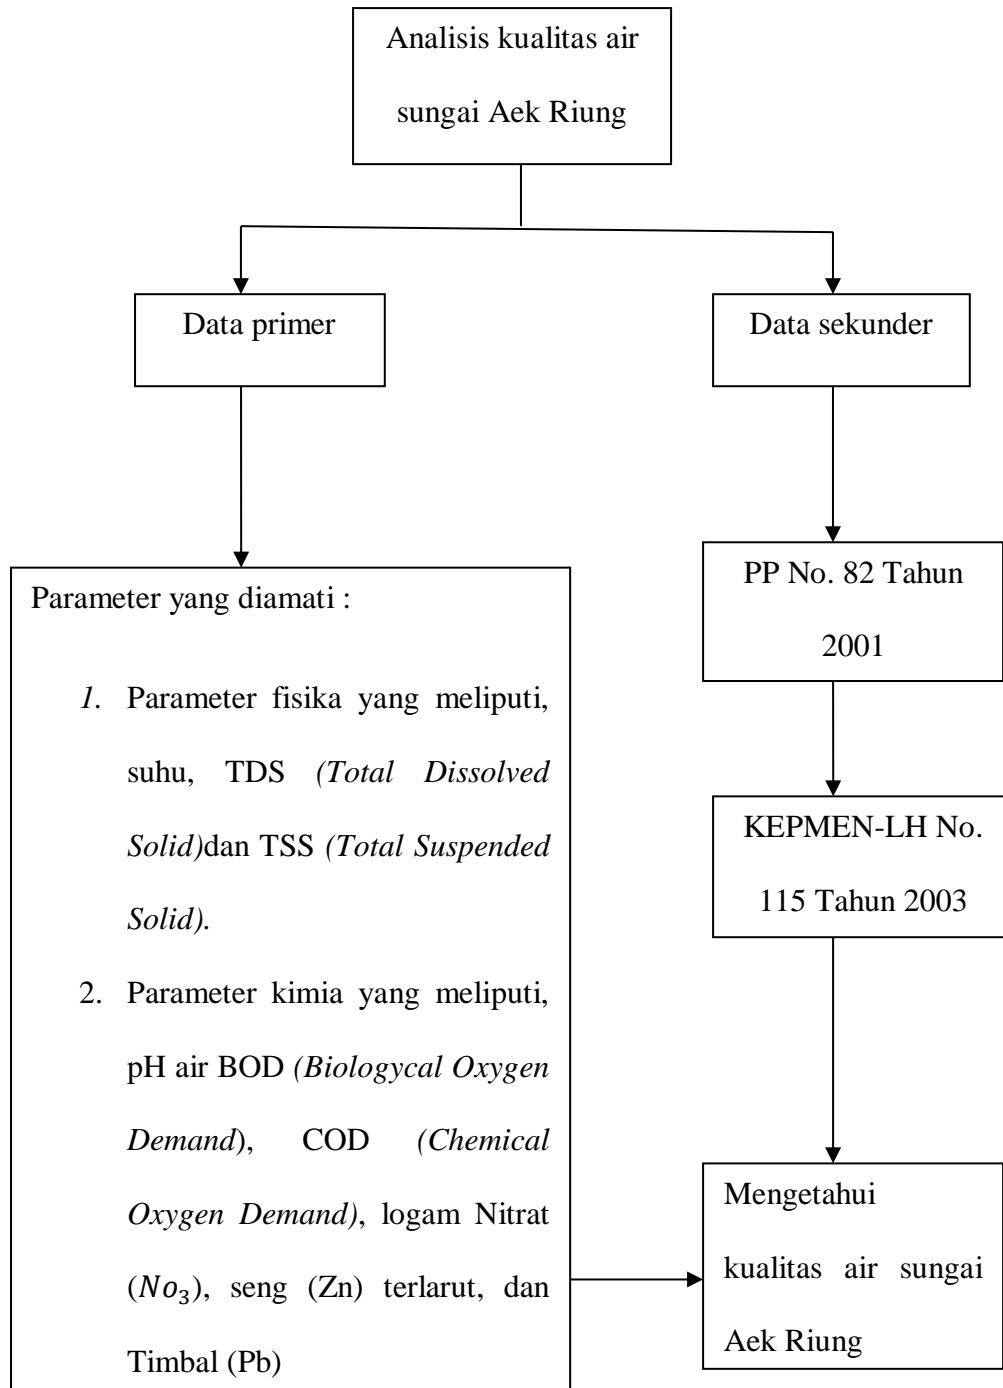 Analisis kualitas air
sungai Aek Riung
Data primer
Data sekunder
Parameter yang diamati :
1. Parameter fisika yang meliputi,
suhu, TDS (Total Dissolved
Solid)dan TSS (Total Suspended
Solid).
2. Parameter kimia yang meliputi,
pH air BOD (Biologycal Oxygen
Demand), COD (Chemical
Oxygen Demand), logam Nitrat
(No₃), seng (Zn) terlarut, dan
Timbal (Pb)
PP No. 82 Tahun
2001
KEPMEN-LH No.
115 Tahun 2003
Mengetahui
kualitas air sungai
Aek Riung